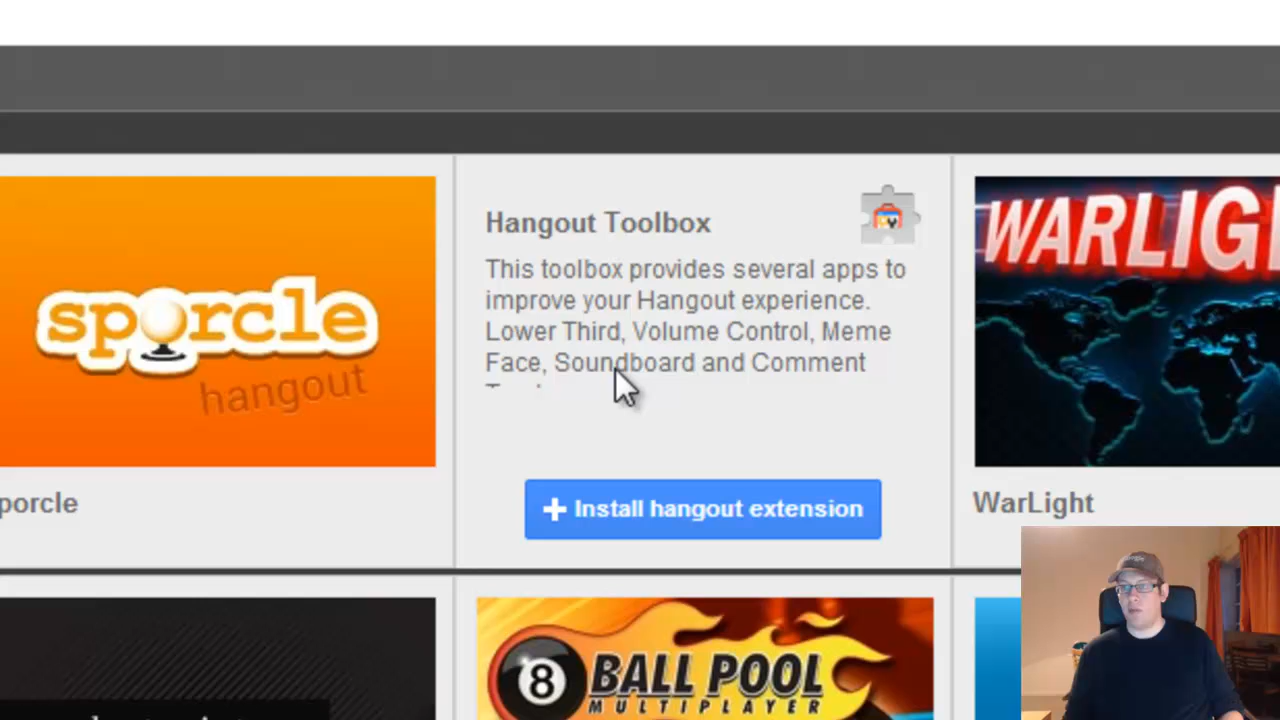 sporcle
hangout
porcle
Hangout Toolbox
This toolbox provides several apps to
improve your Hangout experience.
Lower Third, Volume Control, Meme
Face, Soundboard and Comment
Install hangout extension
WARLIG
WarLight
8
BALL POOL
MULTIPLAYER